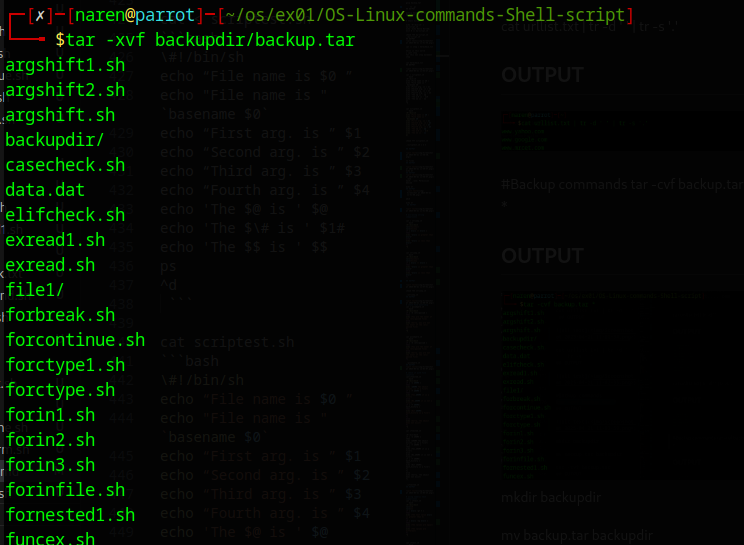 ┌─[✗]─[naren@parrot]─[~/os/ex01/OS-Linux-commands-Shell-script]
└──╼ $tar -xvf backupdir/backup.tar
argshift1.sh
argshift2.sh
argshift.sh
backupdir/
casecheck.sh
data.dat
elifcheck.sh
exread1.sh
exread.sh
file1/
forbreak.sh
forcontinue.sh
forctype1.sh
forctype.sh
forin1.sh
forin2.sh
forin3.sh
forinfile.sh
fornested1.sh
funcex.sh
\#!/bin/sh
echo "File name is $0 "
echo "File name is "
`basename $0`
echo "First arg. is " $1
echo "Second arg. is " $2
echo "Third arg. is " $3
echo "Fourth arg. is " $4
echo 'The $@ is ' $@
echo 'The $\# is ' $1#
echo 'The $$ is ' $$
ps
^d
cat scriptest.sh
```bash
\#!/bin/sh
echo "File name is $0 "
echo "File name is "
`basename $0`
echo "First arg. is " $1
echo "Second arg. is " $2
echo "Third arg. is " $3
echo "Fourth arg. is " $4
echo 'The $@ is ' $@
OUTPUT
#Backup commands tar -cvf backup.tar
*
OUTPUT
mkdir backupdir
mv backup.tar backupdir